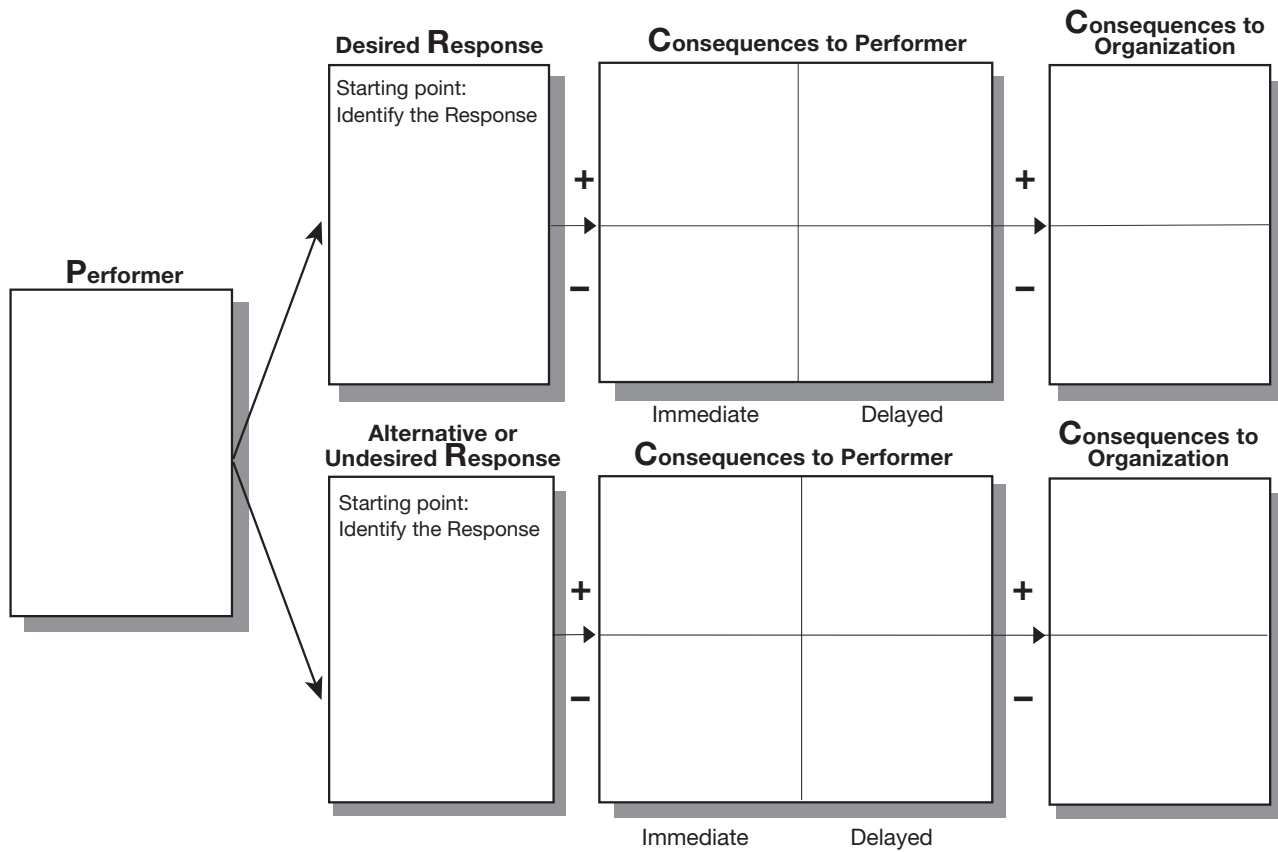 Performer
Desired Response
Starting point:
Identify the Response
+
−
Consequences to Performer
Immediate Delayed
+
−
Consequences to
Organization
Alternative or
Undesired Response
Starting point:
Identify the Response
+
−
Consequences to Performer
Immediate Delayed
+
−
Consequences to
Organization